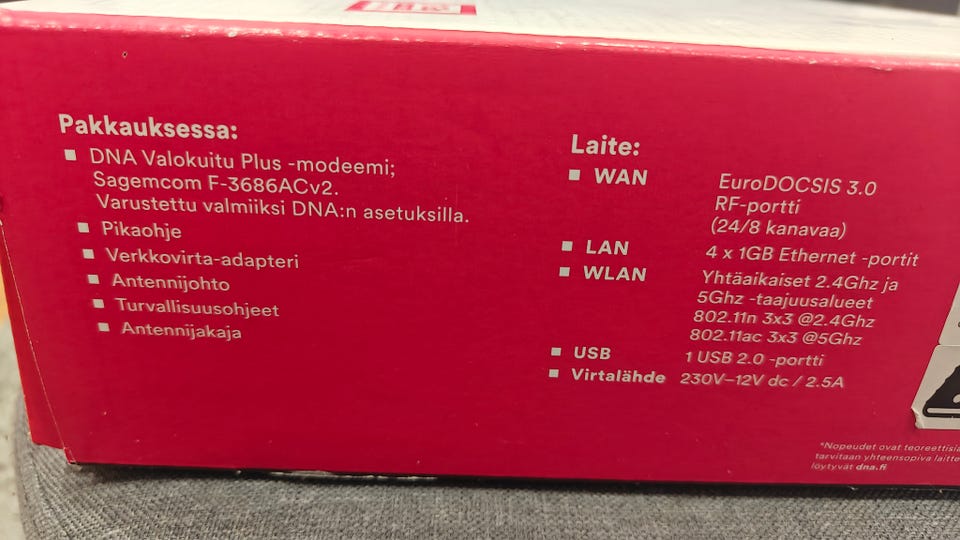 Pakkauksessa:
DNA Valokuitu Plus -modeemi;
Sagemcom F-3686ACv2.
Varustettu valmiiksi DNA:n asetuksilla.
Pikaohje
Verkkovirta-adapteri
Antennijohto
Turvallisuusohjeet
Antennijakaja
Laite:
WAN EuroDOCSIS 3.0
RF-portti
(24/8 kanavaa)
LAN 4 x 1GB Ethernet -portit
WLAN Yhtäaikaiset 2.4Ghz ja
5Ghz -taajuusalueet
802.11n 3x3 @2.4Ghz
802.11ac 3x3 @5Ghz
USB 1 USB 2.0 -portti
Virtalähde 230V–12V dc / 2.5A
*Nopeudet ovat teoreettisia
tarvitaan yhteensopiva laitte
löytyvät dna.fi